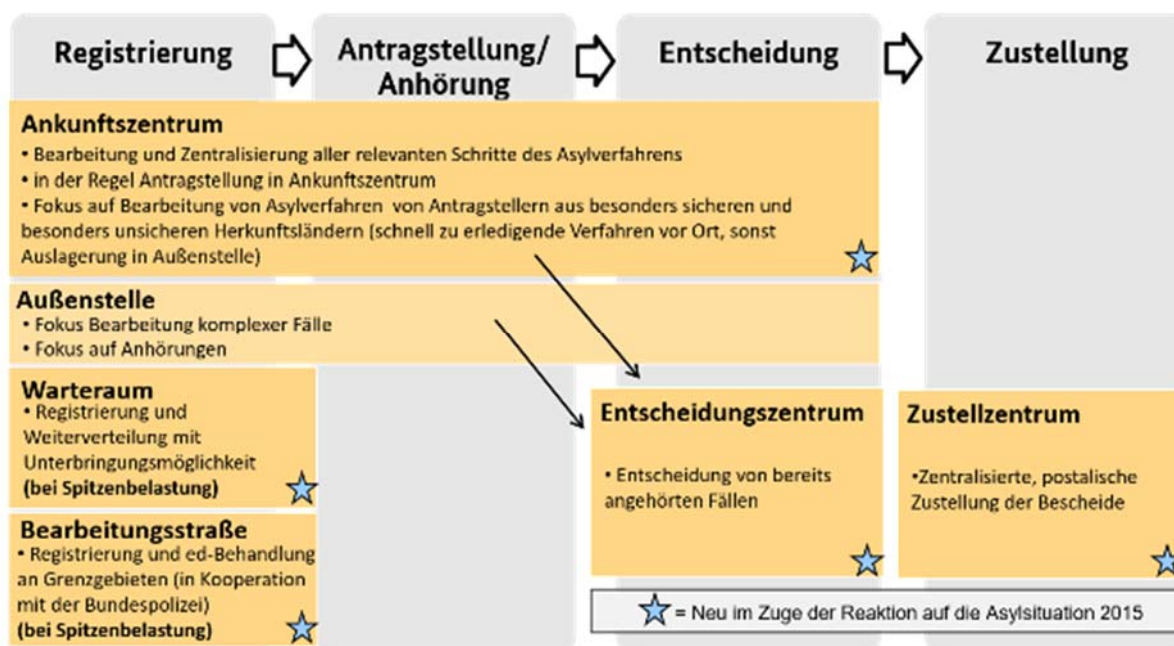 Registrierung
Antragstellung/
Anhörung
Entscheidung
Zustellung
Ankunftszentrum
• Bearbeitung und Zentralisierung aller relevanten Schritte des Asylverfahrens
• in der Regel Antragstellung in Ankunftszentrum
• Fokus auf Bearbeitung von Asylverfahren von Antragstellern aus besonders sicheren und
besonders unsicheren Herkunftsländern (schnell zu erledigende Verfahren vor Ort, sonst
Auslagerung in Außenstelle)
Außenstelle
• Fokus Bearbeitung komplexer Fälle
• Fokus auf Anhörungen
Warteraum
• Registrierung und
Weiterverteilung mit
Unterbringungsmöglichkeit
(bei Spitzenbelastung)
Bearbeitungsstraße
• Registrierung und ed-Behandlung
an Grenzgebieten (in Kooperation
mit der Bundespolizei)
(bei Spitzenbelastung)
Entscheidungszentrum
• Entscheidung von bereits
angehörten Fällen
Zustellzentrum
•Zentralisierte, postalische
Zustellung der Bescheide
= Neu im Zuge der Reaktion auf die Asylsituation 2015